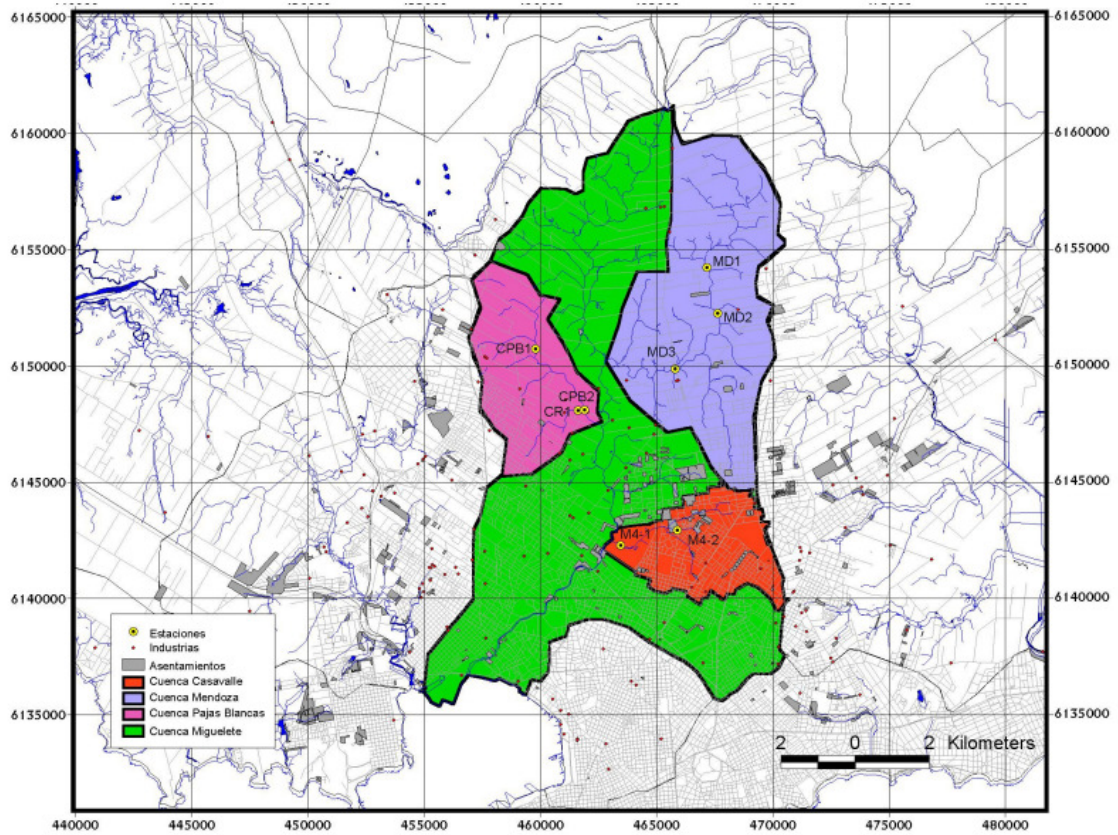 6165000 6165000
6160000 6160000
6155000 6155000
MD1
MD2
6150000 6150000
CPB1
MD3
CPB2
CR1
6145000 6145000
M4-1
M4-2
6140000 6140000
Estaciones
Industrias
Asentamientos
Cuenca Casavalle
Cuenca Mendoza
Cuenca Pajas Blancas
Cuenca Miguelete
6135000 6135000
2 0 2 Kilometers
440000 445000 450000 455000 460000 465000 470000 475000 480000